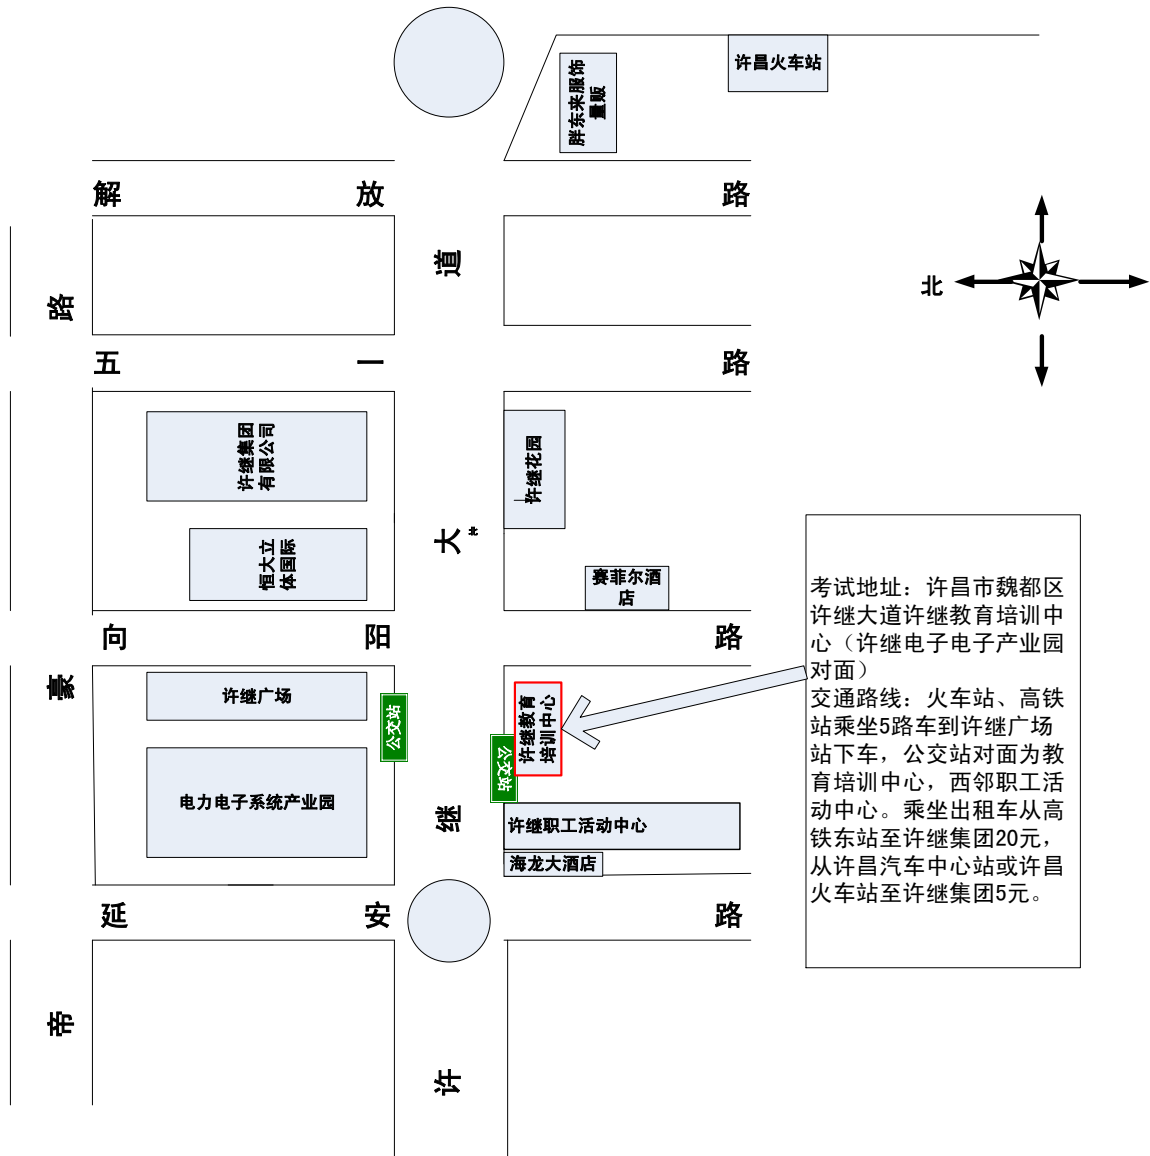 许昌火车站
胖东来服饰
量贩
解 放 路
道
路
北
五 一 路
许继集团
有限公司
许继花园
大
北
恒大立
体国际
赛菲尔酒
店
向 阳 路
豪
许继广场
公交站
许继教育
培训中心
公交站
电力电子系统产业园
继
许继职工活动中心
海龙大酒店
延 安 路
帝
许
考试地址：许昌市魏都区
许继大道许继教育培训中
心（许继电子电子产业园
对面）
交通路线：火车站、高铁
站乘坐5路车到许继广场
站下车，公交站对面为教
育培训中心，西邻职工活
动中心。乘坐出租车从高
铁东站至许继集团20元，
从许昌汽车中心站或许昌
火车站至许继集团5元。